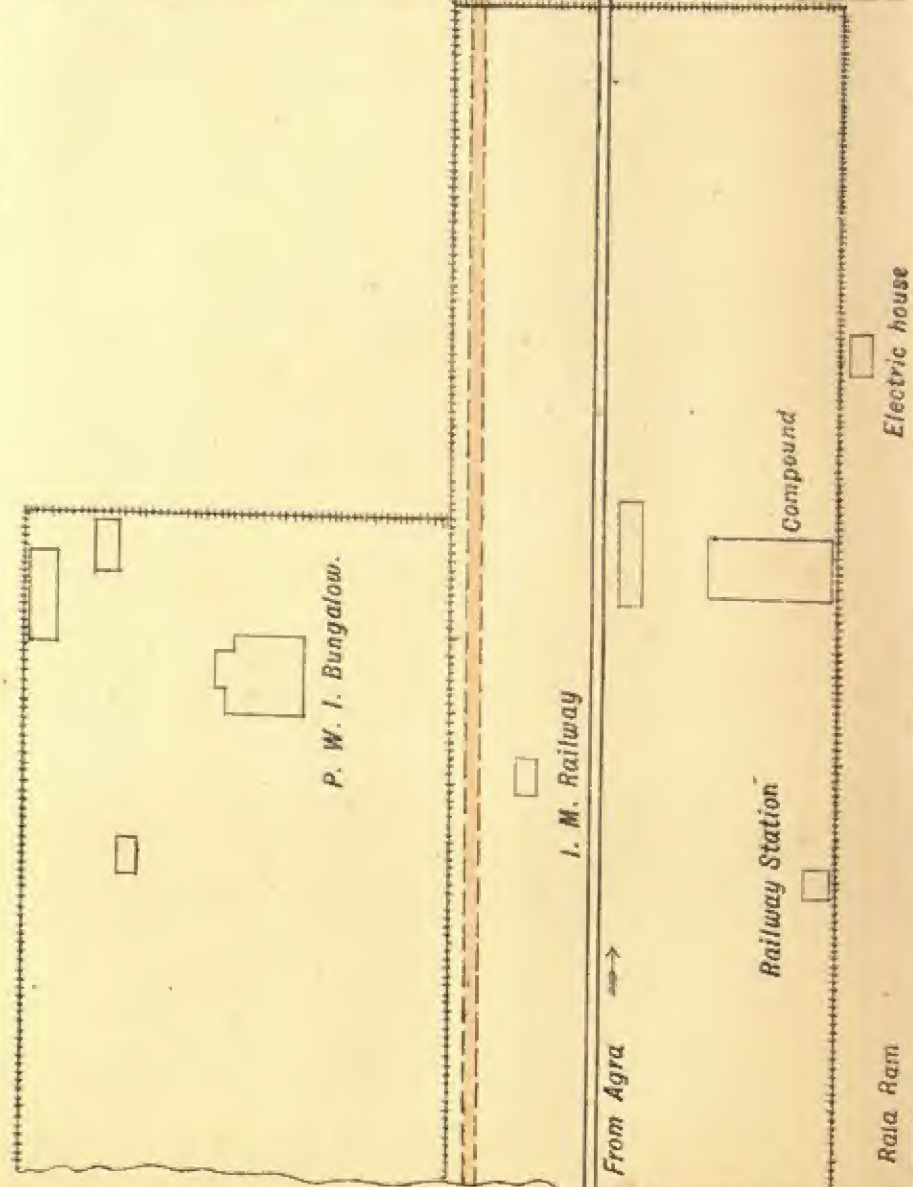 P. W. I. Bungalow.
I. M. Railway
From Agra
Railway Station
Compound
Electric house
Rala Ram